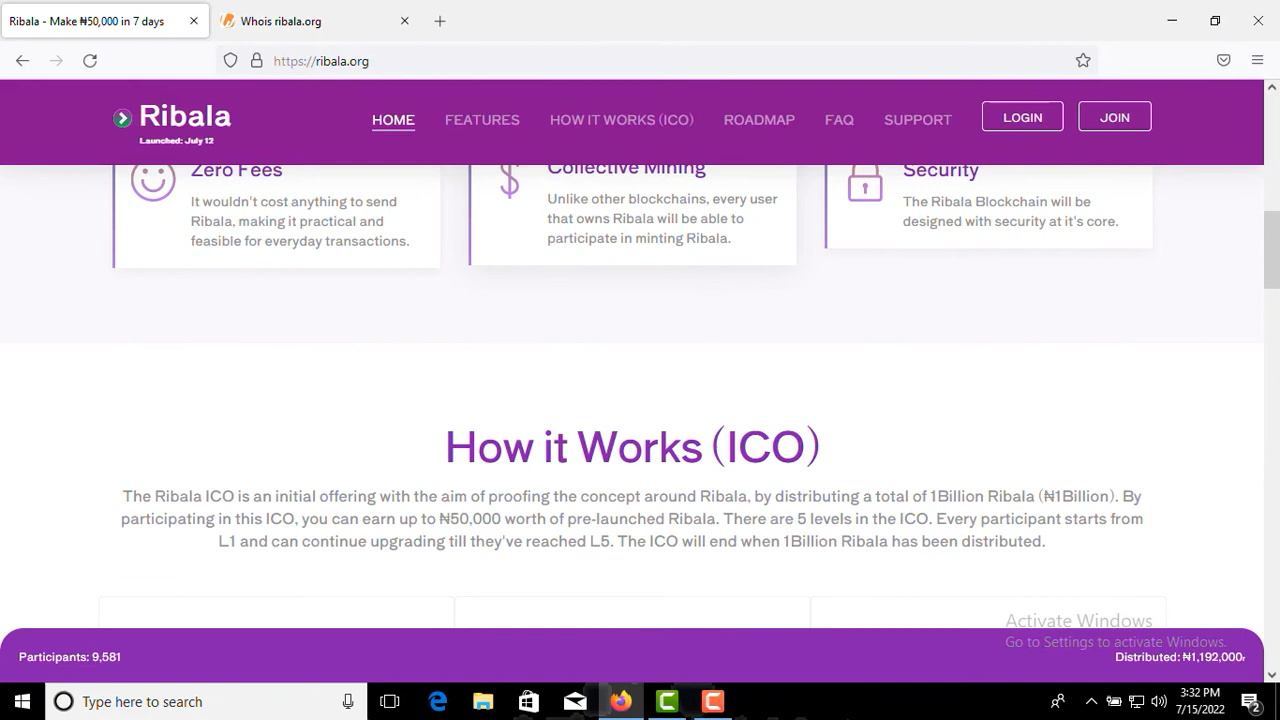 Ribala - Make ₦50,000 in 7 days
Whois ribala.org
https://ribala.org
Ribala
Launched: July 12
HOME
FEATURES
HOW IT WORKS (ICO)
ROADMAP
FAQ
SUPPORT
LOGIN
JOIN
Zero Fees
It wouldn't cost anything to send
Ribala, making it practical and
feasible for everyday transactions.
Collective Mining
Unlike other blockchains, every user
that owns Ribala will be able to
participate in minting Ribala.
Security
The Ribala Blockchain will be
designed with security at it's core.
How it Works (ICO)
The Ribala ICO is an initial offering with the aim of proofing the concept around Ribala, by distributing a total of 1Billion Ribala (₦1Billion). By
participating in this ICO, you can earn up to ₦50,000 worth of pre-launched Ribala. There are 5 levels in the ICO. Every participant starts from
L1 and can continue upgrading till they've reached L5. The ICO will end when 1Billion Ribala has been distributed.
Activate Windows
Go to Settings to activate Windows.
Participants: 9,581
Distributed: ₦1,192,000
Type here to search
3:32 PM
7/15/2022
2